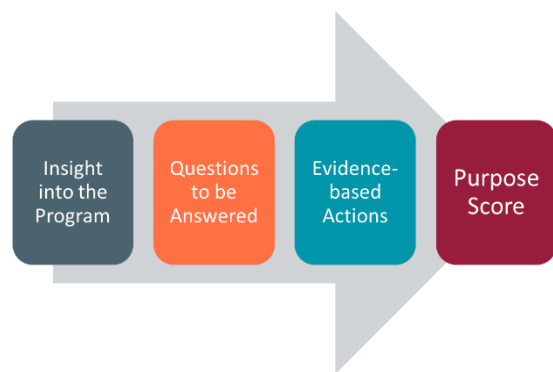 Insight
into the
Program
Questions
to be
Answered
Evidence-
based
Actions
Purpose
Score